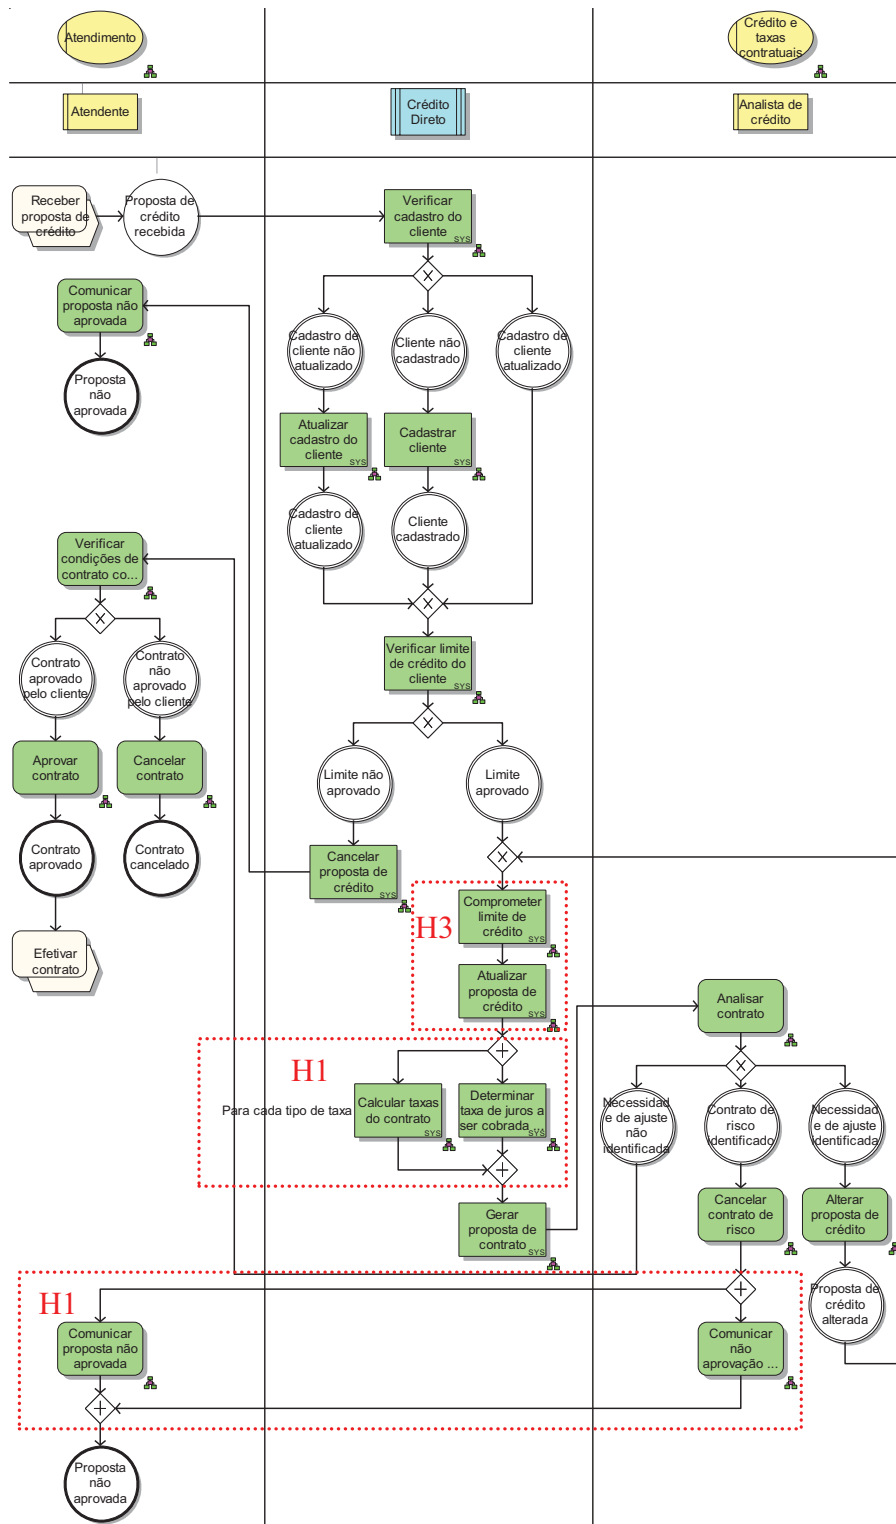 Atendimento
Crédito e
taxas
contratuais
Atendente
Crédito
Direto
Analista de
crédito
Receber
proposta de
crédito
Proposta de
crédito
recebida
Verificar
cadastro do
cliente
SYS
Comunicar
proposta não
aprovada
Cadastro de
cliente não
atualizado
Cliente não
cadastrado
Cadastro de
cliente
atualizado
Proposta
não
aprovada
Atualizar
cadastro do
cliente
SYS
Cadastrar
cliente
SYS
Cadastro de
cliente
atualizado
Cliente
cadastrado
Verificar
condições de
contrato co...
Verificar limite
de crédito do
cliente
SYS
Contrato
aprovado
pelo cliente
Contrato
não
aprovado
pelo cliente
Aprovar
contrato
Cancelar
contrato
Limite não
aprovado
Limite
aprovado
Contrato
aprovado
Contrato
cancelado
Cancelar
proposta de
crédito
SYS
H3
Comprometer
limite de
crédito
SYS
Efetivar
contrato
Atualizar
proposta de
crédito
SYS
Analisar
contrato
H1
Para cada tipo de taxa
Calcular taxas
do contrato
SYS
Determinar
taxa de juros a
ser cobrada ...
SYS
Necessidad
e de ajuste
não
identificada
Contrato de
risco
identificado
Necessidad
e de ajuste
identificada
Gerar
proposta de
contrato
SYS
Cancelar
contrato de
risco
Alterar
proposta de
crédito
H1
Comunicar
proposta não
aprovada
Comunicar
não
aprovação ...
Proposta de
crédito
alterada
Proposta
não
aprovada